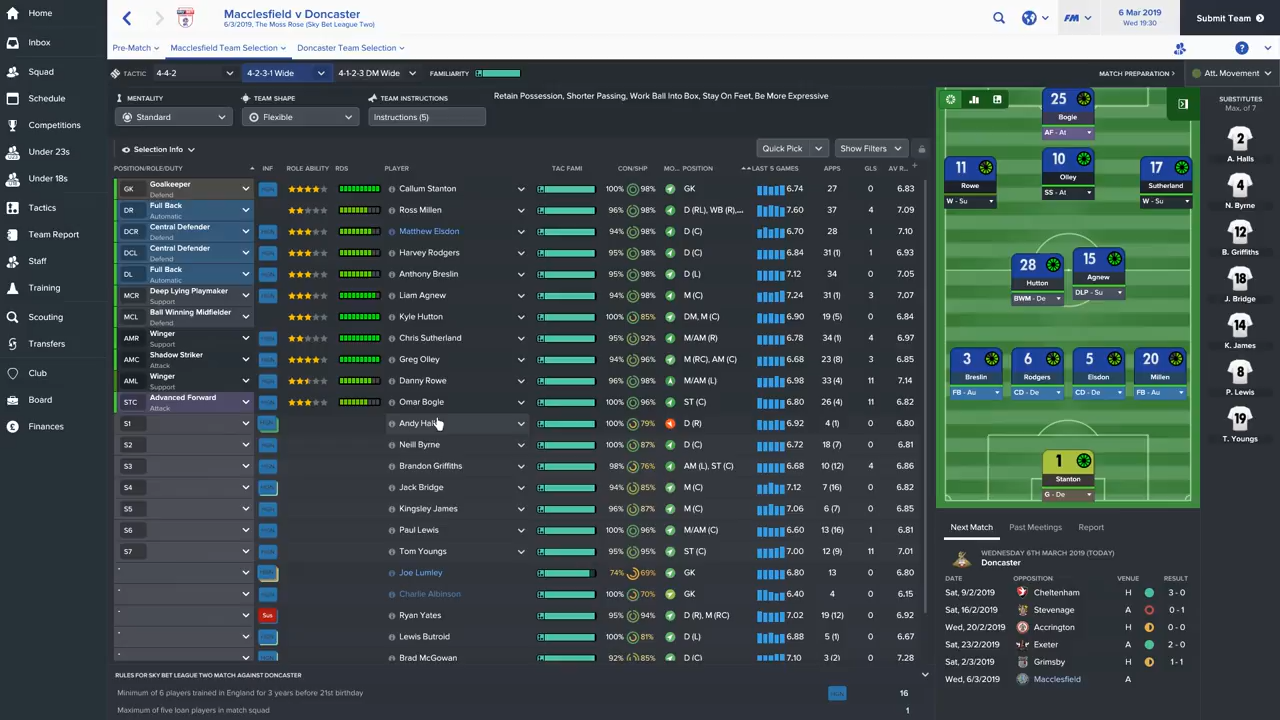 Home
Inbox
Squad
Schedule
Competitions
Under 23s
Under 18s
Tactics
Team Report
Staff
Training
Scouting
Transfers
Club
Board
Finances
Macclesfield v Doncaster
6/3/2019, The Moss Rose (Sky Bet League Two)
FM
6 Mar 2019
Wed 19:30
Submit Team
Pre-Match
Macclesfield Team Selection
Doncaster Team Selection
?
TACTIC 4-4-2 4-2-3-1 Wide 4-1-2-3 DM Wide FAMILIARITY
MATCH PREPARATION > Att. Movement
MENTALITY TEAM SHAPE TEAM INSTRUCTIONS
Standard Flexible Instructions (5)
Retain Possession, Shorter Passing, Work Ball Into Box, Stay On Feet, Be More Expressive
Selection Info Quick Pick Show Filters
POSITION/ROLE/DUTY INF ROLE ABILITY RDS PLAYER TAC FAMI CON/SHP MO... POSITION LAST 5 GAMES APPS GLS AV R...
GK Goalkeeper Defend Callum Stanton 100% 98% GK 6.74 27 0 6.83
DR Full Back Automatic Ross Millen 96% 98% D (RL), WB (R),... 7.60 37 4 7.09
DCR Central Defender Defend Matthew Elsdon 94% 98% D (C) 6.70 28 1 7.10
DCL Central Defender Defend Harvey Rodgers 95% 98% D (C) 6.84 31 (1) 1 6.93
DL Full Back Automatic Anthony Breslin 95% 98% D (L) 7.12 34 0 7.05
MCR Deep Lying Playmaker Support Liam Agnew 94% 98% M (C) 7.24 31 (1) 3 7.07
MCL Ball Winning Midfielder Defend Kyle Hutton 100% 85% DM, M (C) 6.90 19 (5) 0 6.84
AMR Winger Support Chris Sutherland 95% 92% M/AM (R) 6.78 34 (1) 4 6.97
AMC Shadow Striker Attack Greg Olley 94% 96% M (RC), AM (C) 6.68 23 (8) 3 6.85
AML Winger Support Danny Rowe 96% 98% M/AM (L) 6.98 33 (4) 11 7.14
STC Advanced Forward Attack Omar Bogle 100% 96% ST (C) 6.80 26 (4) 11 6.82
S1 Andy Hal 100% 79% D (R) 6.92 4 (1) 0 6.80
S2 Neill Byrne 100% 87% D (C) 6.72 18 (7) 0 6.81
S3 Brandon Griffiths 98% 76% AM (L), ST (C) 6.68 10 (12) 4 6.86
S4 Jack Bridge 94% 85% M (C) 7.12 7 (16) 0 6.82
S5 Kingsley James 96% 87% M (C) 7.06 6 (7) 0 6.85
S6 Paul Lewis 100% 96% M/AM (C) 6.60 13 (16) 1 6.81
S7 Tom Youngs 95% 95% ST (C) 7.00 12 (9) 11 7.01
Joe Lumley 74% 69% GK 6.80 13 0 6.80
Charlie Albinson 100% 70% GK 6.40 4 0 6.15
Sus Ryan Yates 95% 94% D (R), M (RC) 7.02 19 (12) 0 6.92
Lewis Butroid 100% 81% D (L) 6.88 5 (1) 0 6.67
Brad McGowan 92% 85% D (C) 7.10 3 (2) 0 7.28
RULES FOR SKY BET LEAGUE TWO MATCH AGAINST DONCASTER
Minimum of 6 players trained in England for 3 years before 21st birthday 16
Maximum of five loan players in match squad 1
25
Bogie
AF - At
11
Rowe
W - Su
10
Olley
SS - At
17
Sutherland
W - Su
28
Hutton
BWM - De
15
Agnew
DLP - Su
3
Breslin
FB - Au
6
Rodgers
CD - De
5
Elsdon
CD - De
20
Millen
FB - Au
1
Stanton
G - De
SUBSTITUTES
Max. of 7
2
A. Halls
4
N. Byrne
12
B. Griffiths
18
J. Bridge
14
K. James
8
P. Lewis
19
T. Youngs
Next Match Past Meetings Report
WEDNESDAY 6TH MARCH 2019 (TODAY)
Doncaster
DATE OPPOSITION VENUE RESULT
Sat, 9/2/2019 Cheltenham H 3 - 0
Sat, 16/2/2019 Stevenage A 0 - 1
Wed, 20/2/2019 Accrington H 0 - 0
Sat, 23/2/2019 Exeter A 2 - 0
Sat, 2/3/2019 Grimsby H 1 - 1
Wed, 6/3/2019 Macclesfield A